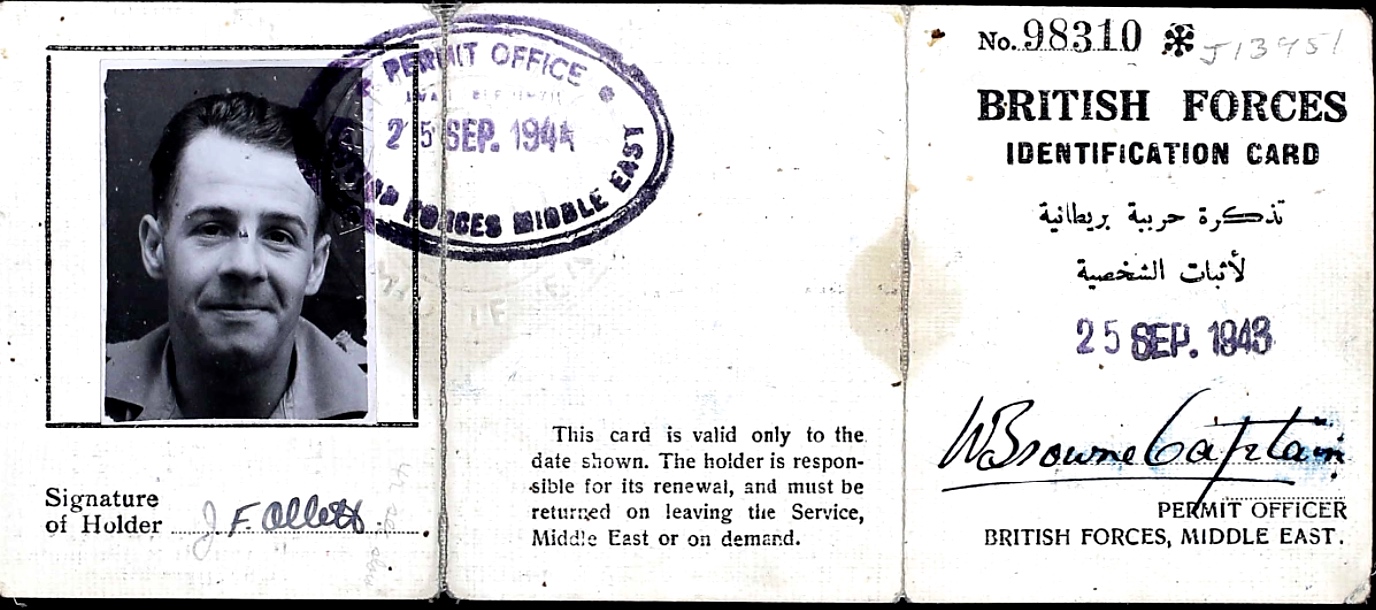 PERMIT OFFICE
25 SEP. 1944
FORCES MIDDLE EAST
Signature
of Holder J F. Ollett
This card is valid only to the
date shown. The holder is respon-
sible for its renewal, and must be
returned on leaving the Service,
Middle East or on demand.
No. 98310 J13951
BRITISH FORCES
IDENTIFICATION CARD
تذكرة حربية بريطانية
لأثبات الشخصية
25 SEP. 1943
W Browne Captain
PERMIT OFFICER
BRITISH FORCES, MIDDLE EAST.